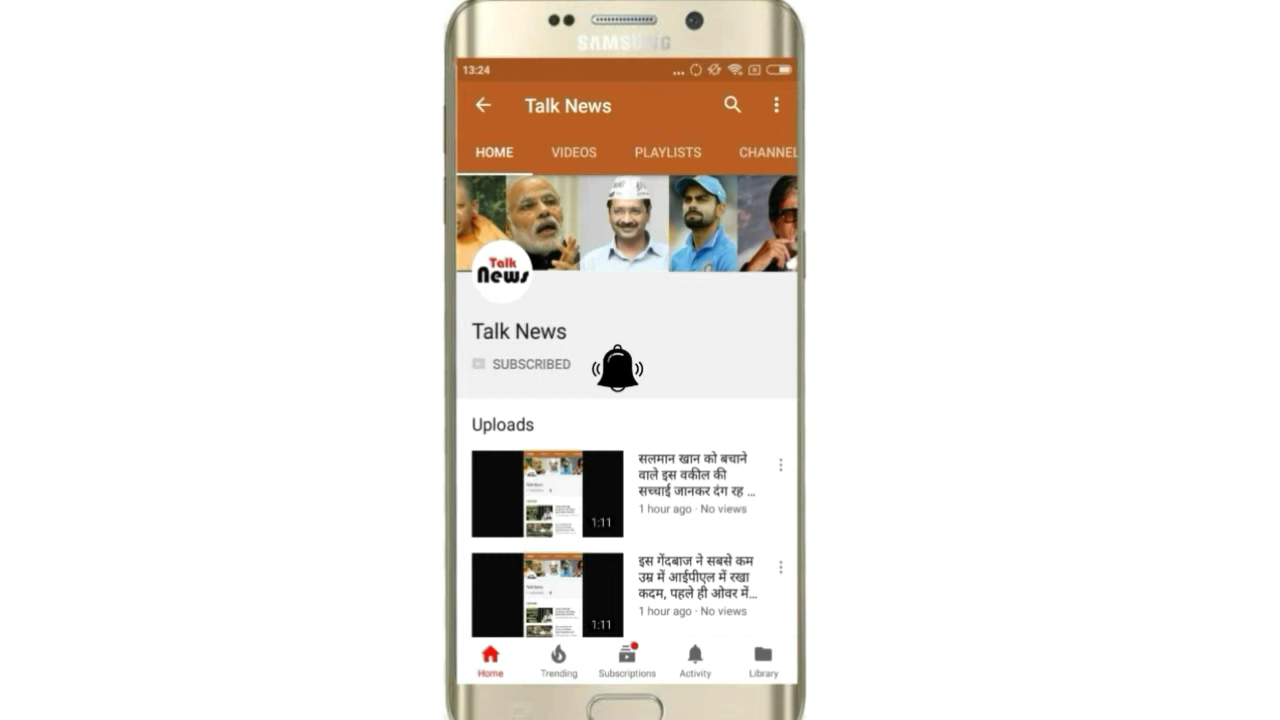 SAMSUNG
13:24
Talk News
HOME VIDEOS PLAYLISTS CHANNEL
Talk
News
Talk News
SUBSCRIBED
Uploads
सलमान खान को बचाने
वाले इस वकील की
सच्चाई जानकर दंग रह ...
1 hour ago · No views
1:11
इस गेंदबाज ने सबसे कम
उम्र में आईपीएल में रखा
कदम, पहले ही ओवर में...
1 hour ago · No views
1:11
Home Trending Subscriptions Activity Library